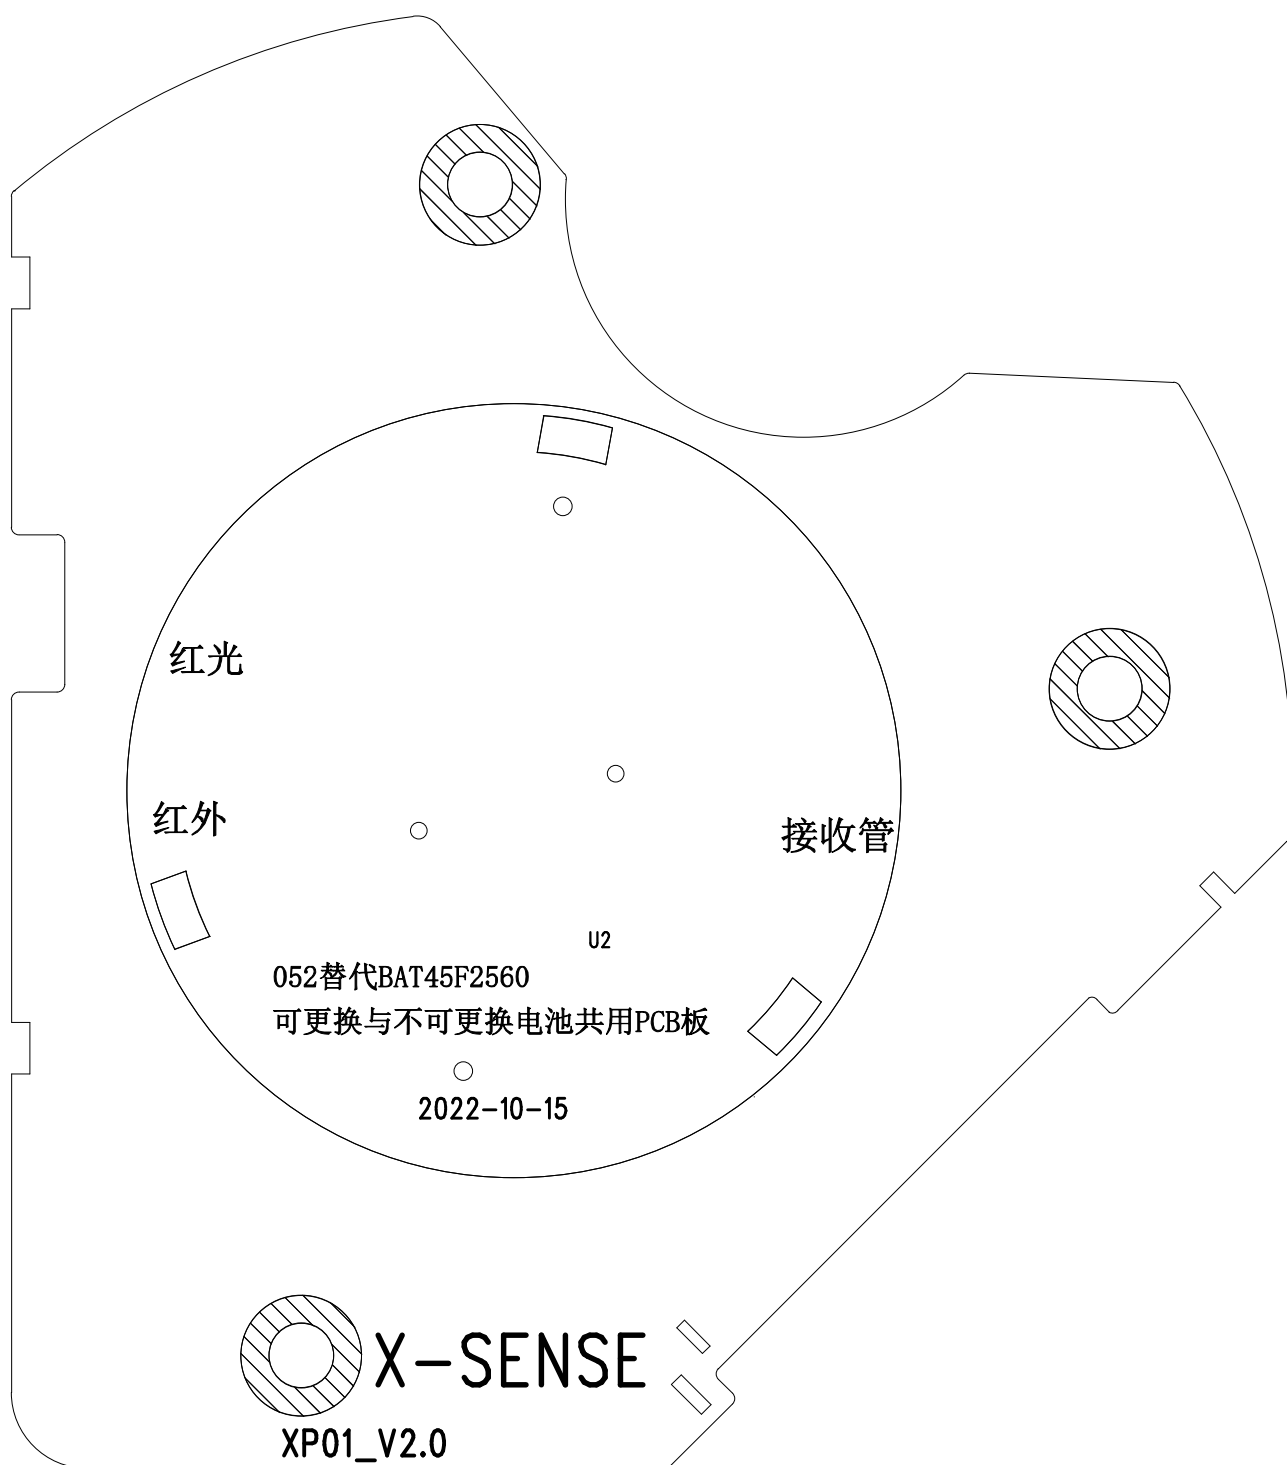 红光
红外
接收管
U2
052替代BAT45F2560
可更换与不可更换电池共用PCB板
2022-10-15
X-SENSE
XP01_V2.0